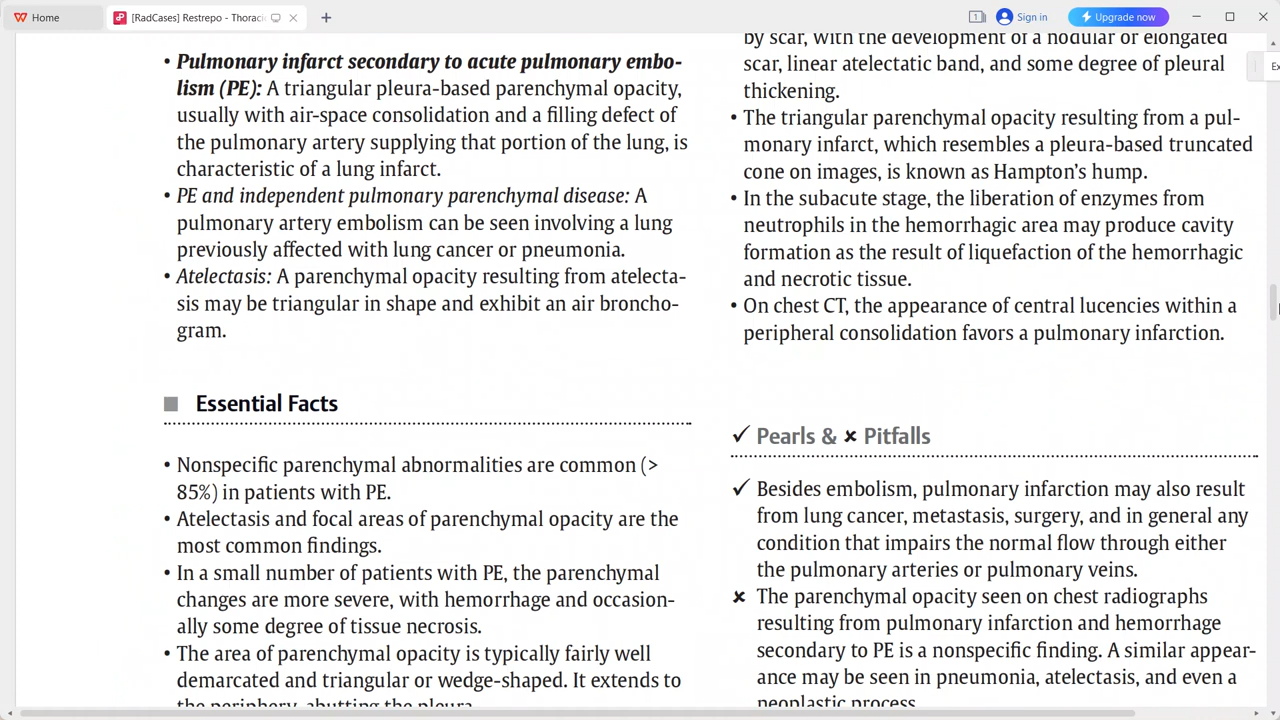 Home
[RadCases] Restrepo - Thoraci
1
Sign in
Upgrade now
• Pulmonary infarct secondary to acute pulmonary embo-
lism (PE): A triangular pleura-based parenchymal opacity,
usually with air-space consolidation and a filling defect of
the pulmonary artery supplying that portion of the lung, is
characteristic of a lung infarct.
• PE and independent pulmonary parenchymal disease: A
pulmonary artery embolism can be seen involving a lung
previously affected with lung cancer or pneumonia.
• Atelectasis: A parenchymal opacity resulting from atelecta-
sis may be triangular in shape and exhibit an air broncho-
gram.
■ Essential Facts
• Nonspecific parenchymal abnormalities are common (>
85%) in patients with PE.
• Atelectasis and focal areas of parenchymal opacity are the
most common findings.
• In a small number of patients with PE, the parenchymal
changes are more severe, with hemorrhage and occasion-
ally some degree of tissue necrosis.
• The area of parenchymal opacity is typically fairly well
demarcated and triangular or wedge-shaped. It extends to
the periphery, abutting the pleura.
by scar, with the development of a nodular or elongated
scar, linear atelectatic band, and some degree of pleural
thickening.
• The triangular parenchymal opacity resulting from a pul-
monary infarct, which resembles a pleura-based truncated
cone on images, is known as Hampton's hump.
• In the subacute stage, the liberation of enzymes from
neutrophils in the hemorrhagic area may produce cavity
formation as the result of liquefaction of the hemorrhagic
and necrotic tissue.
• On chest CT, the appearance of central lucencies within a
peripheral consolidation favors a pulmonary infarction.
✓ Pearls & ✘ Pitfalls
✓ Besides embolism, pulmonary infarction may also result
from lung cancer, metastasis, surgery, and in general any
condition that impairs the normal flow through either
the pulmonary arteries or pulmonary veins.
✘ The parenchymal opacity seen on chest radiographs
resulting from pulmonary infarction and hemorrhage
secondary to PE is a nonspecific finding. A similar appear-
ance may be seen in pneumonia, atelectasis, and even a
neoplastic process.
Ex